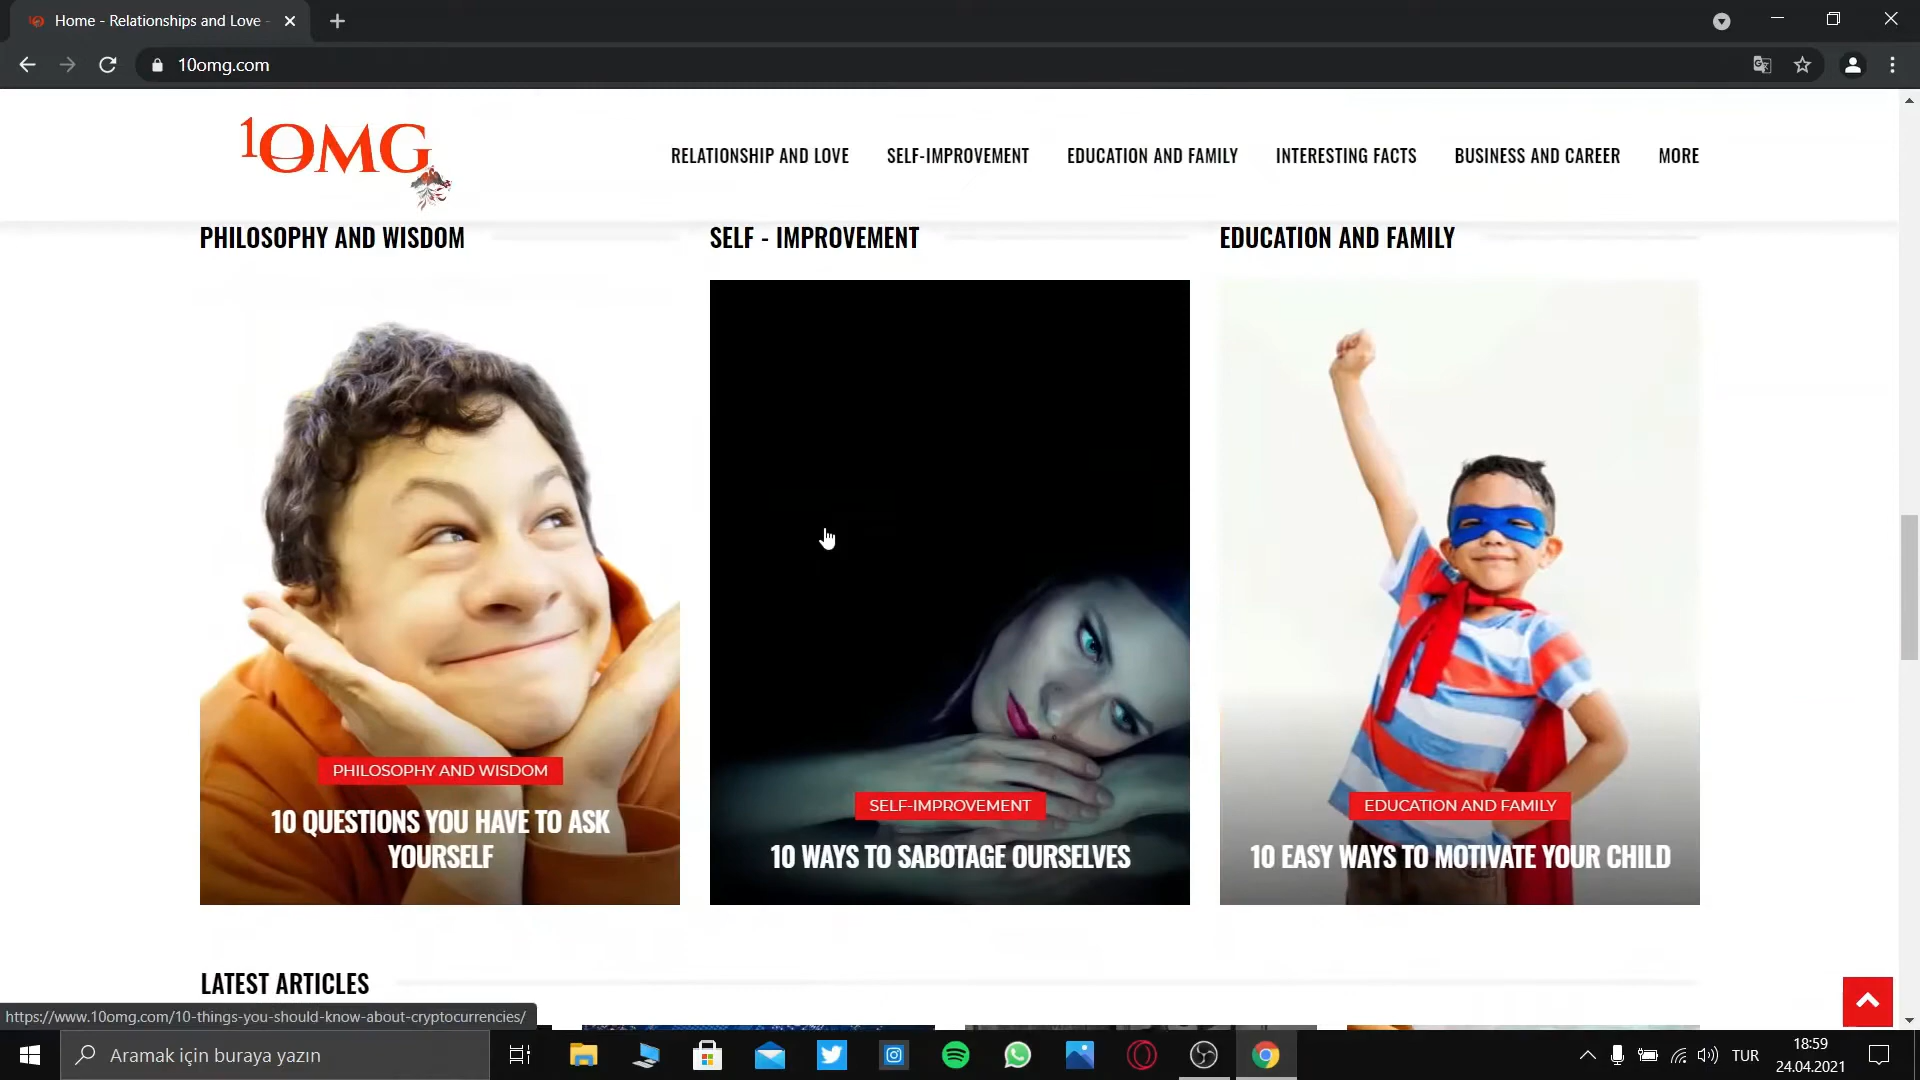 Home - Relationships and Love -
10omg.com
1OMG
RELATIONSHIP AND LOVE
SELF-IMPROVEMENT
EDUCATION AND FAMILY
INTERESTING FACTS
BUSINESS AND CAREER
MORE
PHILOSOPHY AND WISDOM
SELF - IMPROVEMENT
EDUCATION AND FAMILY
PHILOSOPHY AND WISDOM
10 QUESTIONS YOU HAVE TO ASK
YOURSELF
SELF-IMPROVEMENT
10 WAYS TO SABOTAGE OURSELVES
EDUCATION AND FAMILY
10 EASY WAYS TO MOTIVATE YOUR CHILD
LATEST ARTICLES
https://www.10omg.com/10-things-you-should-know-about-cryptocurrencies/
Aramak için buraya yazın
TUR
18:59
24.04.2021